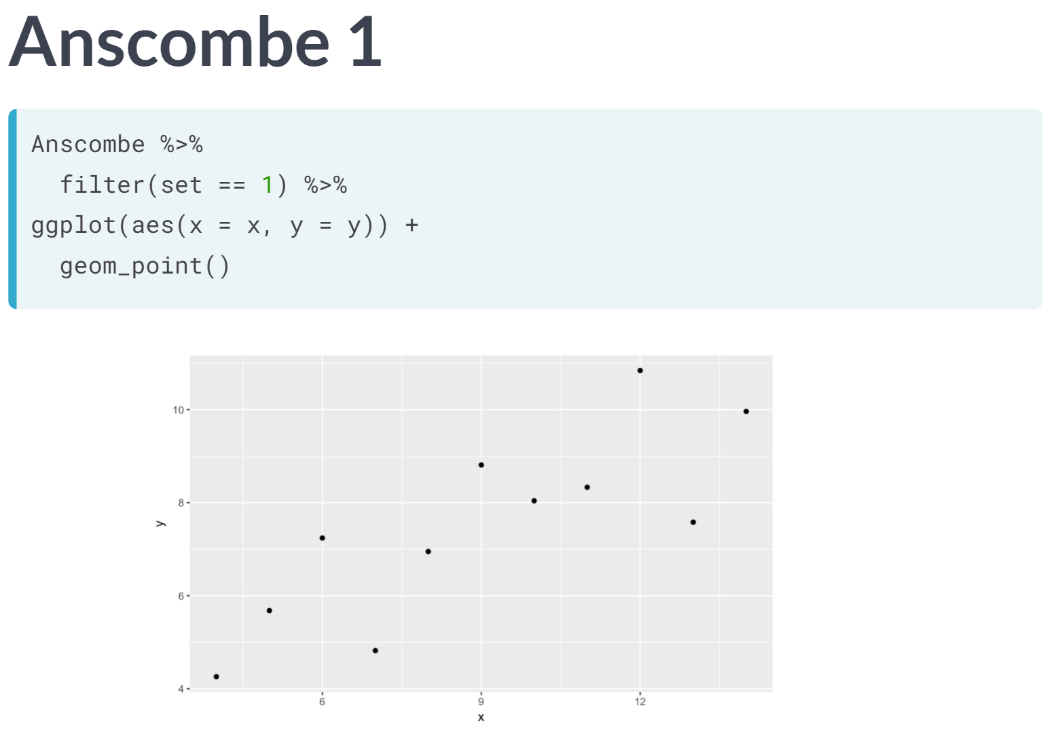 Anscombe 1
Anscombe %>%
  filter(set == 1) %>%
ggplot(aes(x = x, y = y)) +
  geom_point()
10
8
y
6
4
6 9 12
x